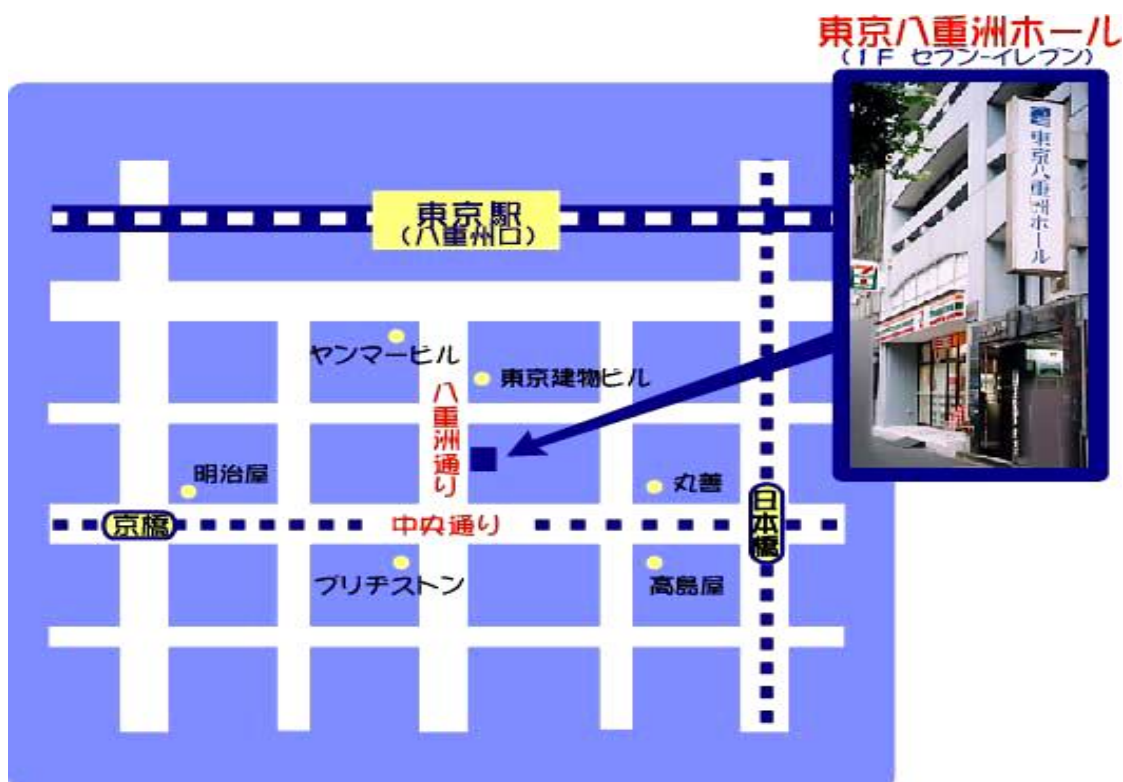 東京八重洲ホール
(1F セブン-イレブン)
東京八重洲ホール
7
東京駅
(八重州口)
ヤンマービル
東京建物ビル
八重洲通り
明治屋
丸善
京橋
中央通り
日本橋
ブリヂストン
高島屋